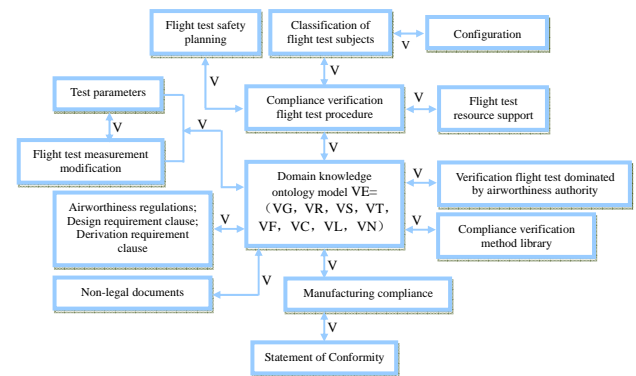 Flight test safety
planning
Classification of
flight test subjects
V
Configuration
V
V
Test parameters
V
V
Compliance verification
flight test procedure
V
Flight test
resource support
Flight test measurement
modification
V
Domain knowledge
ontology model VE=
（VG，VR，VS，VT，
VF，VC，VL，VN）
V
Verification flight test dominated
by airworthiness authority
Airworthiness regulations;
Design requirement clause;
Derivation requirement
clause
V
V
Compliance verification
method library
V
V
Non-legal documents
Manufacturing compliance
V
Statement of Conformity